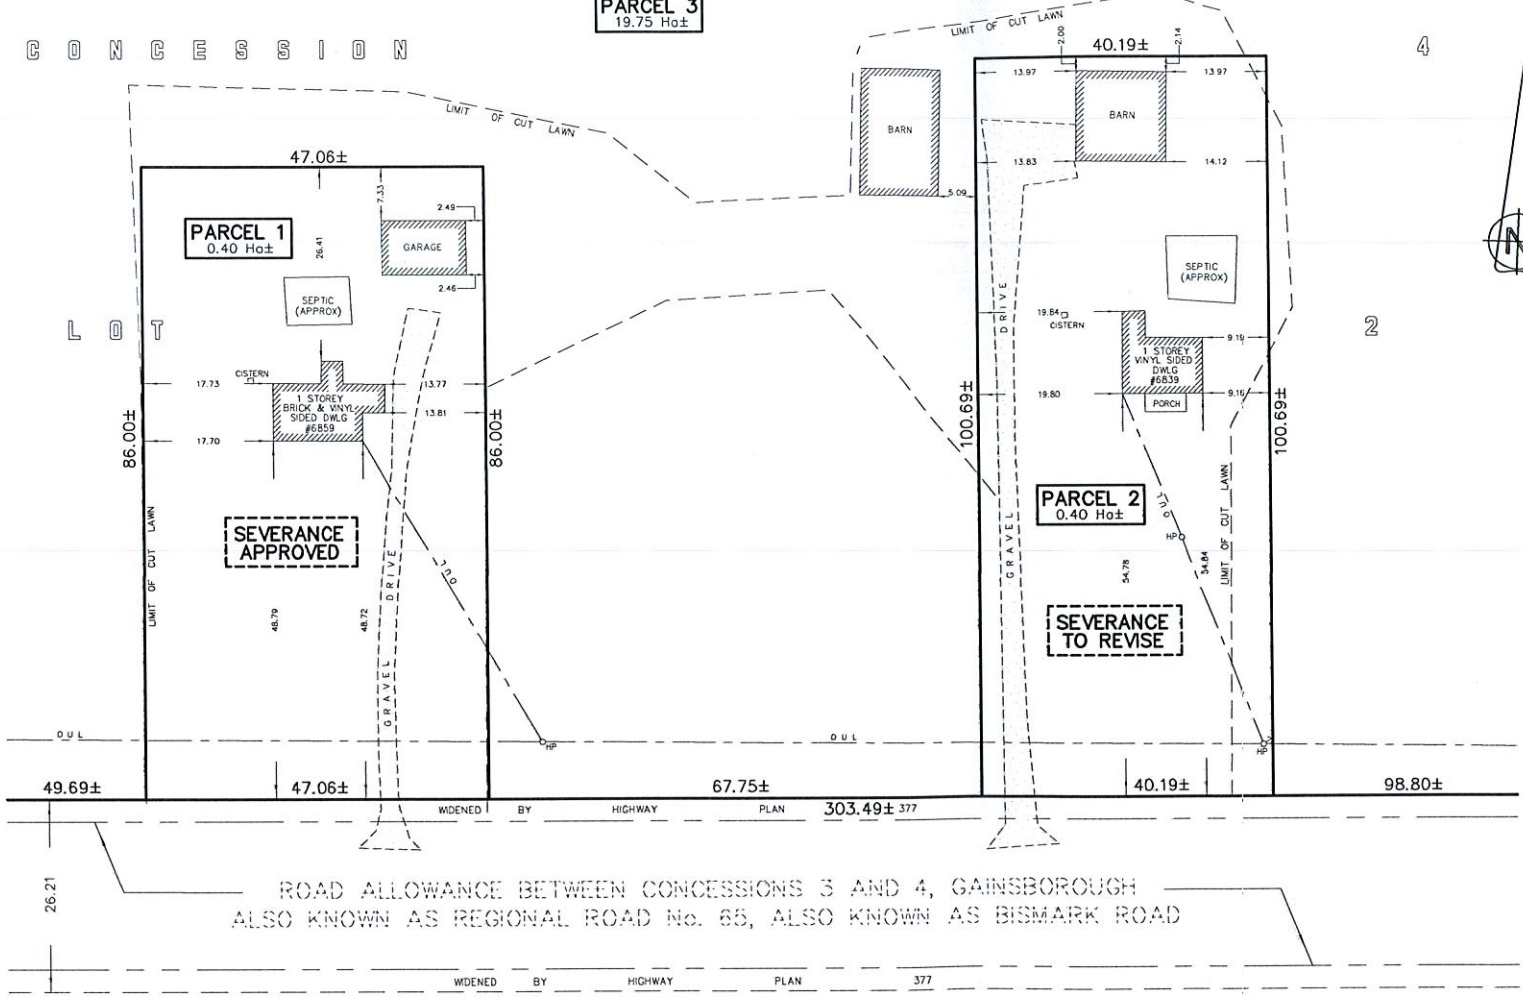 PARCEL 3
19.75 Ha±
CONCESSION
4
LIMIT OF CUT LAWN
2.00
40.19±
2.14
13.97
13.97
BARN
BARN
13.83
14.12
5.09
LIMIT OF CUT LAWN
47.06±
7.33
2.49
GARAGE
2.46
PARCEL 1
0.40 Ha±
26.41
SEPTIC
(APPROX)
LOT
2
SEPTIC
(APPROX)
DRIVE
19.84
CISTERN
9.19
1 STOREY
VINYL SIDED
DWLG
#6839
19.80
9.16
PORCH
CISTERN
17.73
13.77
1 STOREY
BRICK & VINYL
SIDED DWLG
#6859
13.81
17.70
86.00±
86.00±
100.69±
100.69±
LIMIT OF CUT LAWN
SEVERANCE
APPROVED
OUL
GRAVEL DRIVE
48.79
48.72
HP
PARCEL 2
0.40 Ha±
OUL
HP
GRAVEL
54.78
54.84
LIMIT OF CUT LAWN
SEVERANCE
TO REVISE
OUL
OUL
49.69±
47.06±
67.75±
40.19±
98.80±
WIDENED BY HIGHWAY PLAN 303.49± 377
26.21
ROAD ALLOWANCE BETWEEN CONCESSIONS 3 AND 4, GAINSBOROUGH
ALSO KNOWN AS REGIONAL ROAD No. 65, ALSO KNOWN AS BISMARK ROAD
WIDENED BY HIGHWAY PLAN 377